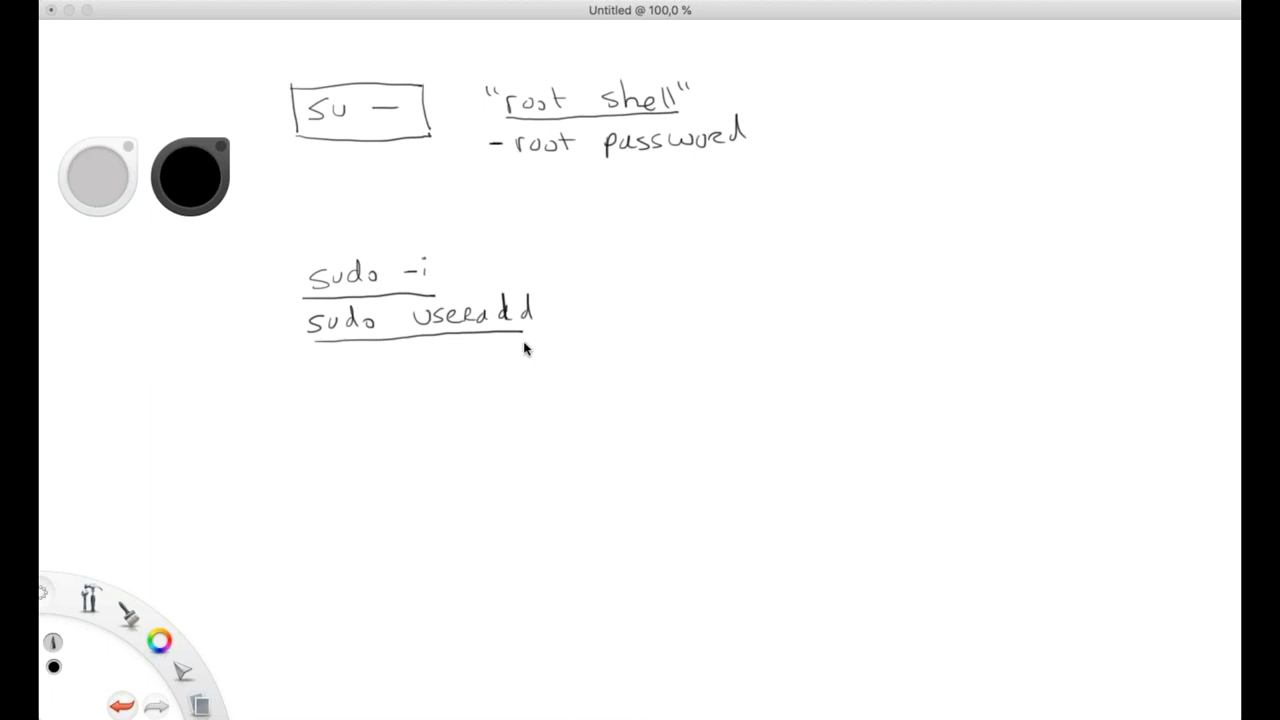 Untitled @ 100,0 %
su - "root shell"
- root password
sudo -i
sudo useradd